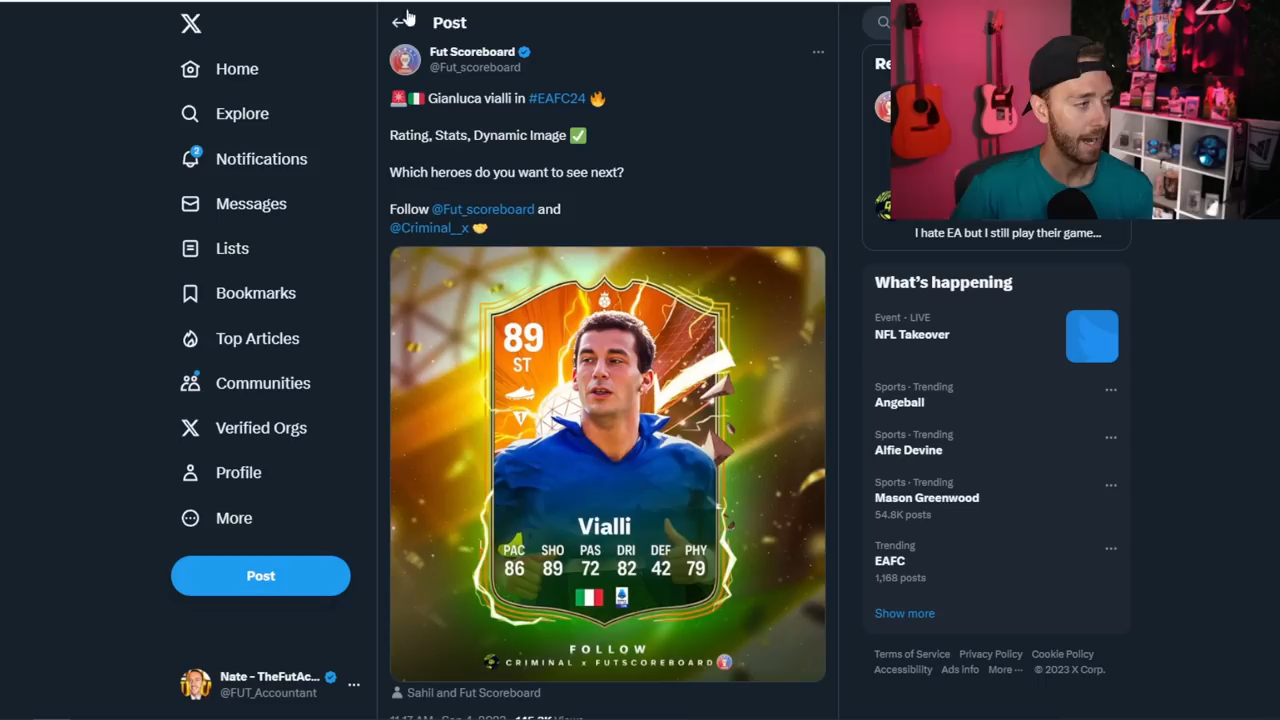 Home
Explore
2
Notifications
Messages
Lists
Bookmarks
Top Articles
Communities
Verified Orgs
Profile
More
Post
Nate - TheFutAc...
@FUT_Accountant
Post
Fut Scoreboard
@Fut_scoreboard
Gianluca vialli in #EAFC24
Rating, Stats, Dynamic Image
Which heroes do you want to see next?
Follow @Fut_scoreboard and
@Criminal__x
89
ST
Vialli
PAC SHO PAS DRI DEF PHY
86 89 72 82 42 79
FOLLOW
CRIMINAL x FUTSCOREBOARD
Sahil and Fut Scoreboard
Re
I hate EA but I still play their game...
What's happening
Event · LIVE
NFL Takeover
Sports · Trending
Angeball
Sports · Trending
Alfie Devine
Sports · Trending
Mason Greenwood
54.8K posts
Trending
EAFC
1,168 posts
Show more
Terms of Service Privacy Policy Cookie Policy
Accessibility Ads info More ··· © 2023 X Corp.